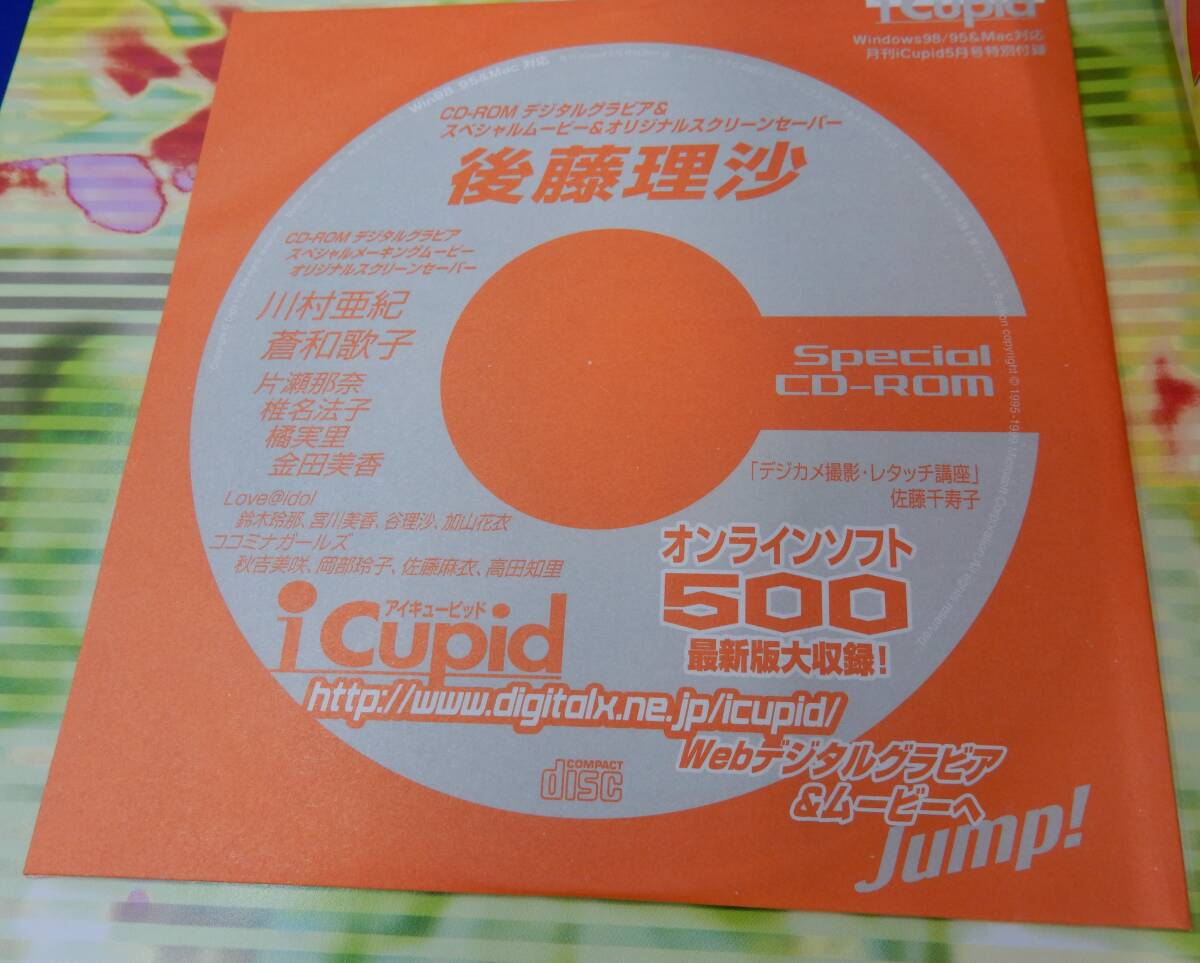 iCupid
Windows98/95&Mac対応
月刊iCupid5月号特別付録
Win98/95&Mac 対応
CD-ROM デジタルグラビア&
スペシャルムービー&オリジナルスクリーンセーバー
後藤理沙
CD-ROM デジタルグラビア
スペシャルメーキングムービー
オリジナルスクリーンセーバー
川村亜紀
蒼和歌子
片瀬那奈
椎名法子
橘実里
金田美香
Love@idol
鈴木玲那、宮川美香、谷理沙、加山花衣
ココミナガールズ
秋吉美咲、岡部玲子、佐藤麻衣、高田知里
Special
CD-ROM
「デジカメ撮影・レタッチ講座」
佐藤千寿子
オンラインソフト
500
最新版大収録!
アイキューピッド
iCupid
http://www.digitalx.ne.jp/icupid/
Webデジタルグラビア
&ムービーへ
Jump!
COMPACT
disc
copyright © 1995-1999 Microsoft Corporation. All rights reserved.